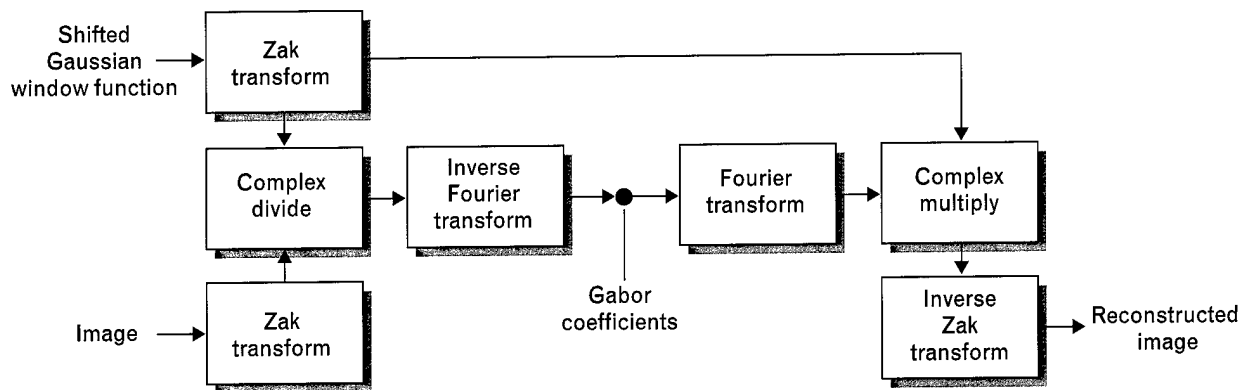 Shifted
Gaussian
window function
Zak
transform
Complex
divide
Inverse
Fourier
transform
Fourier
transform
Complex
multiply
Image
Zak
transform
Gabor
coefficients
Inverse
Zak
transform
Reconstructed
image